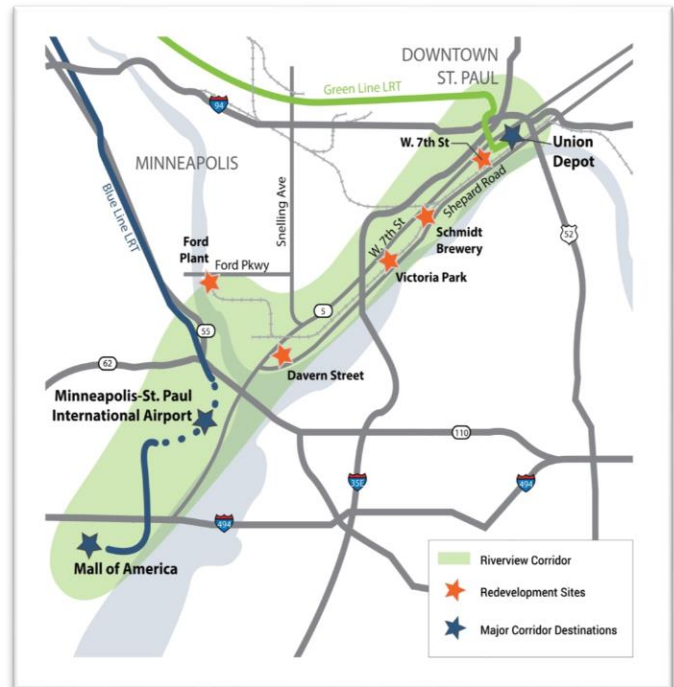 DOWNTOWN
ST. PAUL
Green Line LRT
94
W. 7th St
Union
Depot
MINNEAPOLIS
Shepard Road
Snelling Ave
Blue Line LRT
W. 7th St
Schmidt
Brewery
52
Ford
Plant
Ford Pkwy
Victoria Park
5
55
62
Davern Street
Minneapolis-St. Paul
International Airport
110
35E
494
494
Mall of America
Riverview Corridor
Redevelopment Sites
Major Corridor Destinations